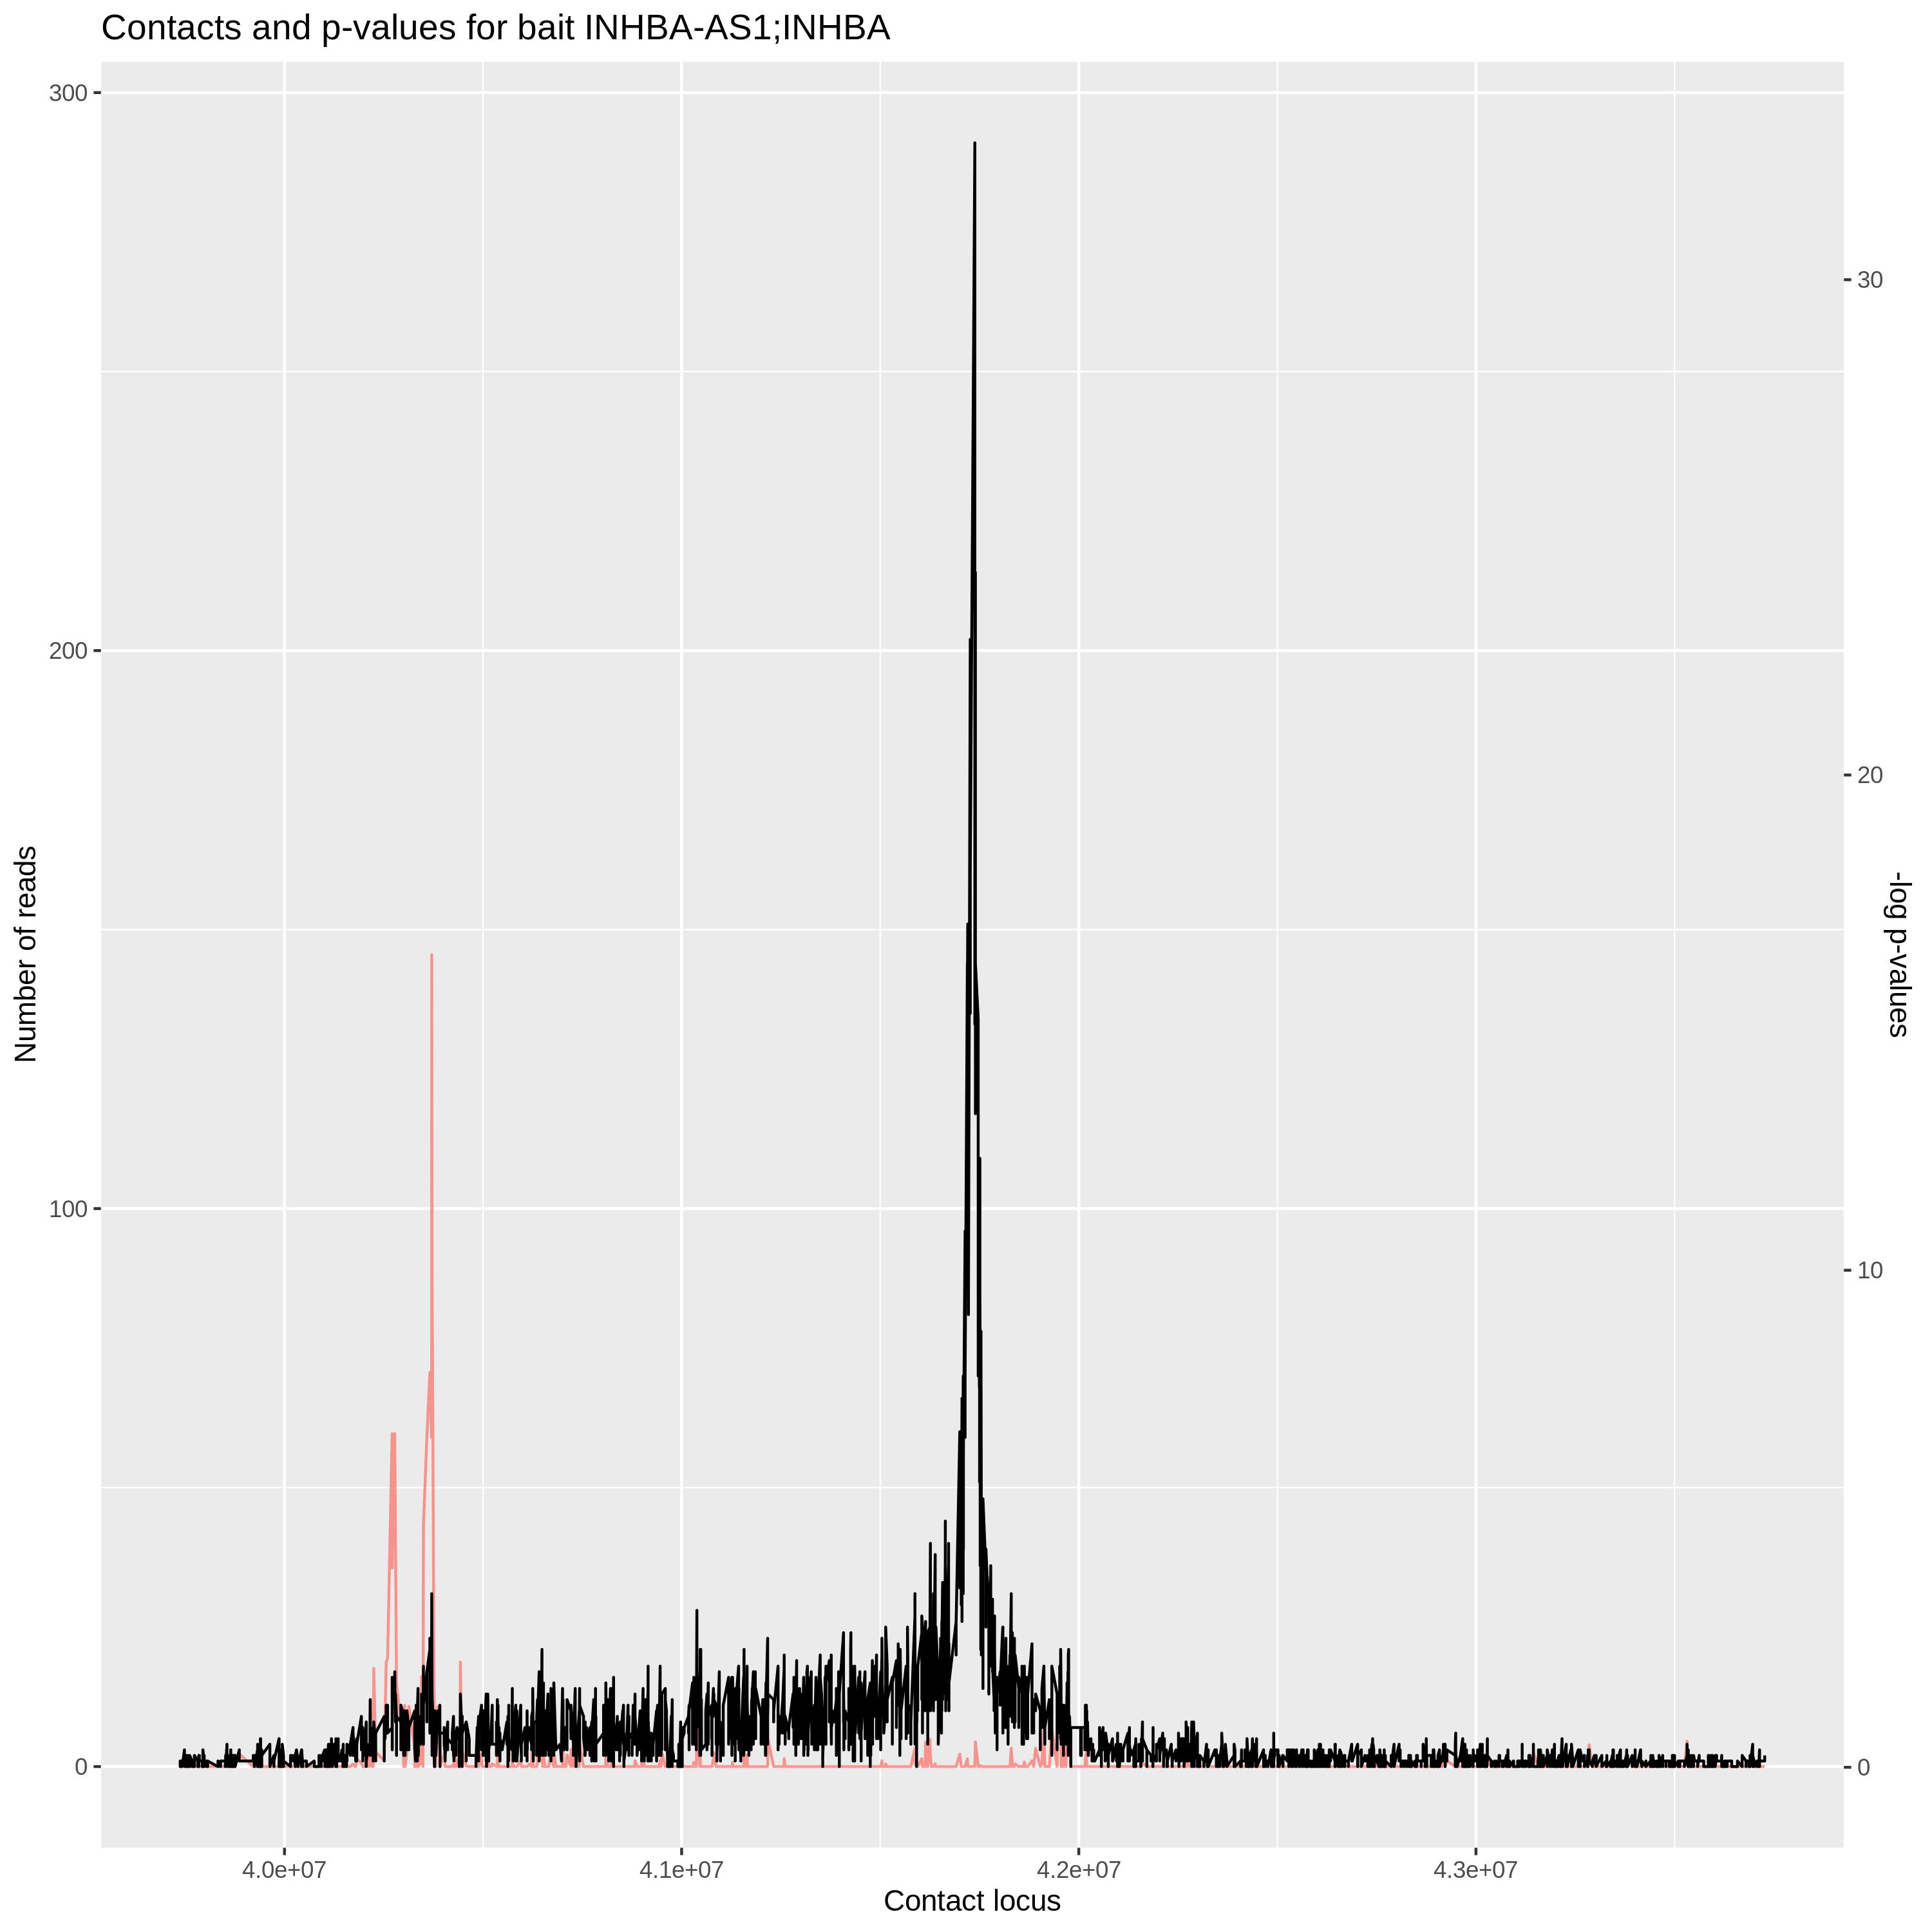 Contacts and p-values for bait INHBA-AS1;INHBA
300
200
100
0
Number of reads
30
20
10
0
-log p-values
4.0e+07
4.1e+07
4.2e+07
4.3e+07
Contact locus